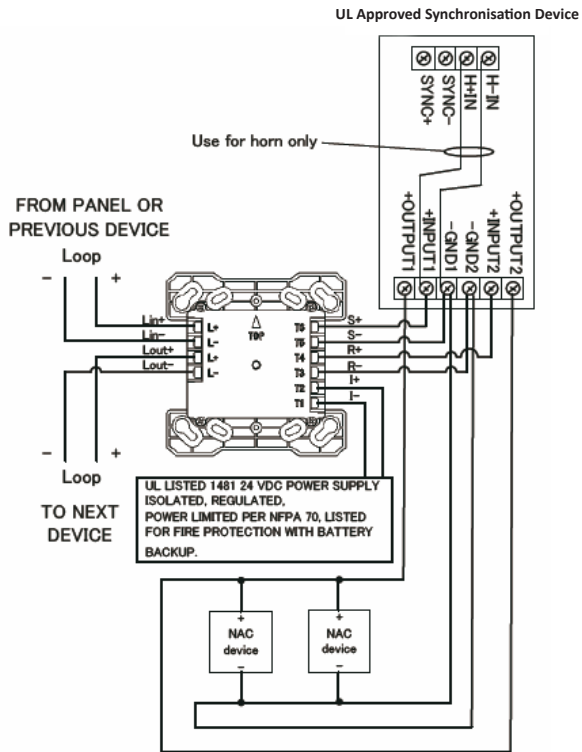 UL Approved Synchronisation Device
SYNC+
SYNC-
H+IN
H-IN
Use for horn only
+OUTPUT1
+INPUT1
-GND1
-GND2
+INPUT2
+OUTPUT2
FROM PANEL OR
PREVIOUS DEVICE
Loop
- +
Lin+
Lin-
Lout+
Lout-
L+
L-
L+
L-
TOP
T6
T5
T4
T3
T2
T1
S+
S-
R+
R-
I+
I-
- +
Loop
TO NEXT
DEVICE
UL LISTED 1481 24 VDC POWER SUPPLY
ISOLATED, REGULATED,
POWER LIMITED PER NFPA 70, LISTED
FOR FIRE PROTECTION WITH BATTERY
BACKUP.
+
NAC
device
-
+
NAC
device
-